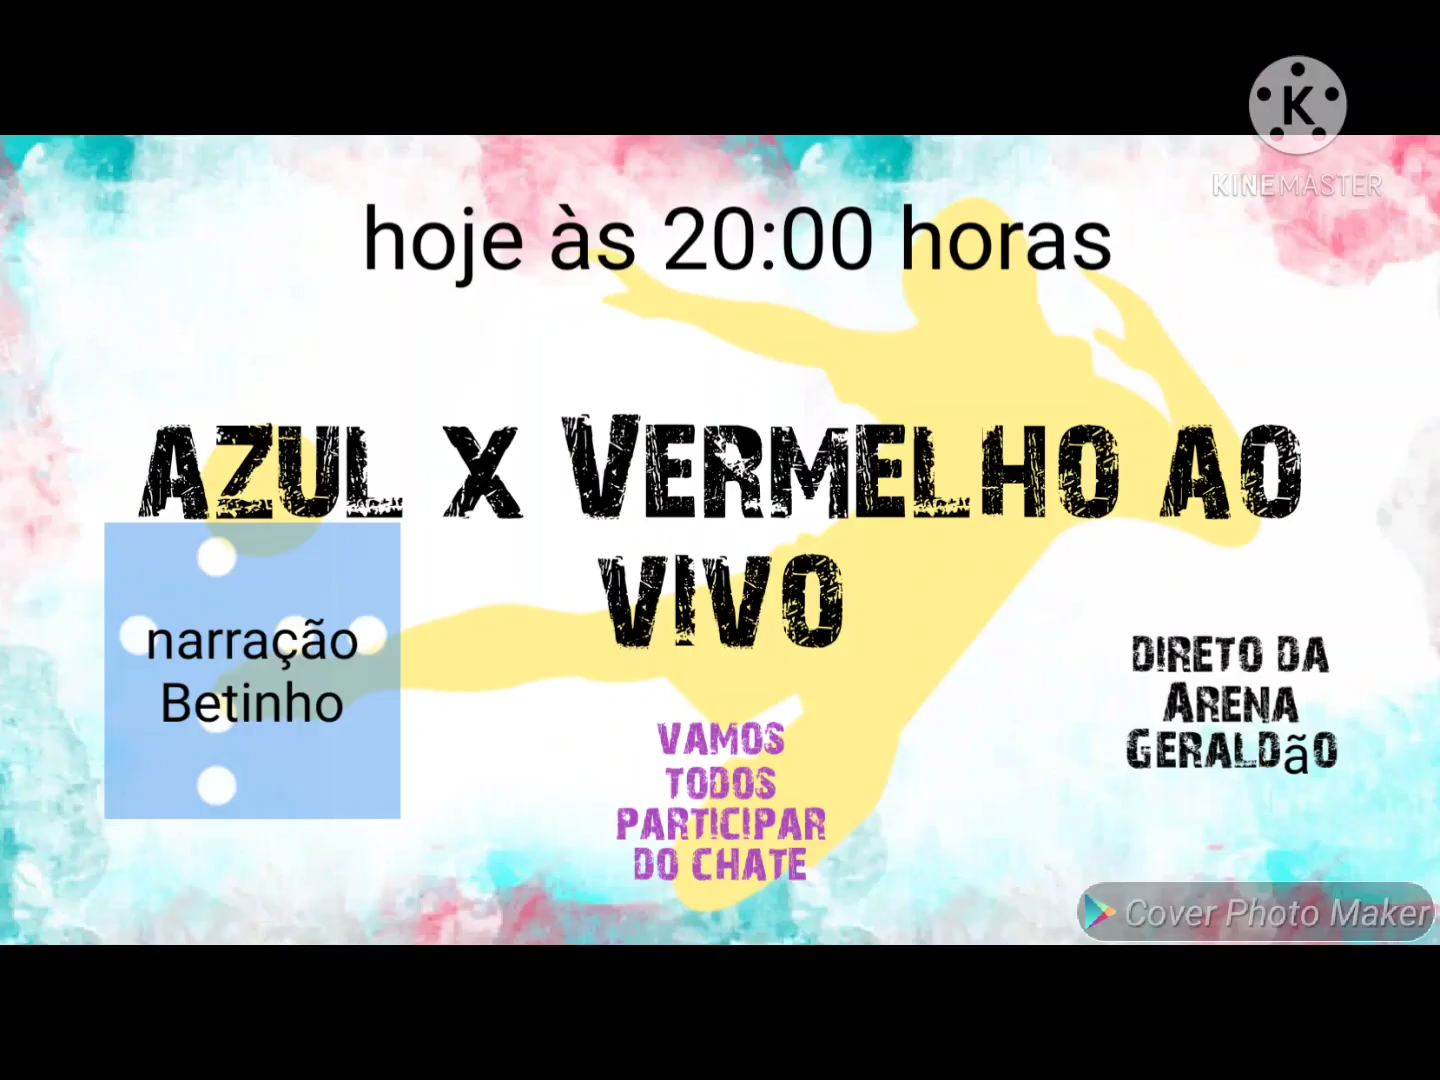 K
KINEMASTER
hoje às 20:00 horas
AZUL X VERMELHO AO
VIVO
narração
Betinho
DIRETO DA
ARENA
GERALDãO
VAMOS
TODOS
PARTICIPAR
DO CHATE
Cover Photo Maker